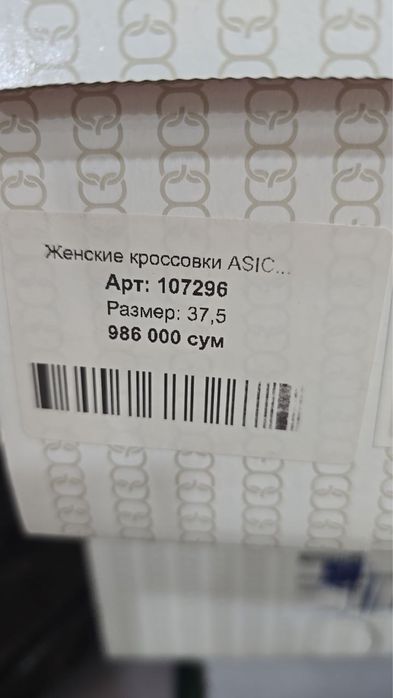 Женские кроссовки ASIC...
Арт: 107296
Размер: 37,5
986 000 сум